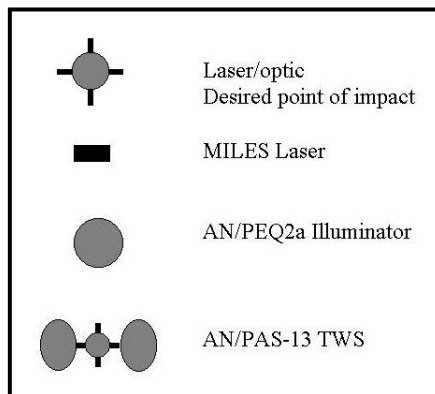 Laser/optic
Desired point of impact
MILES Laser
AN/PEQ2a Illuminator
AN/PAS-13 TWS